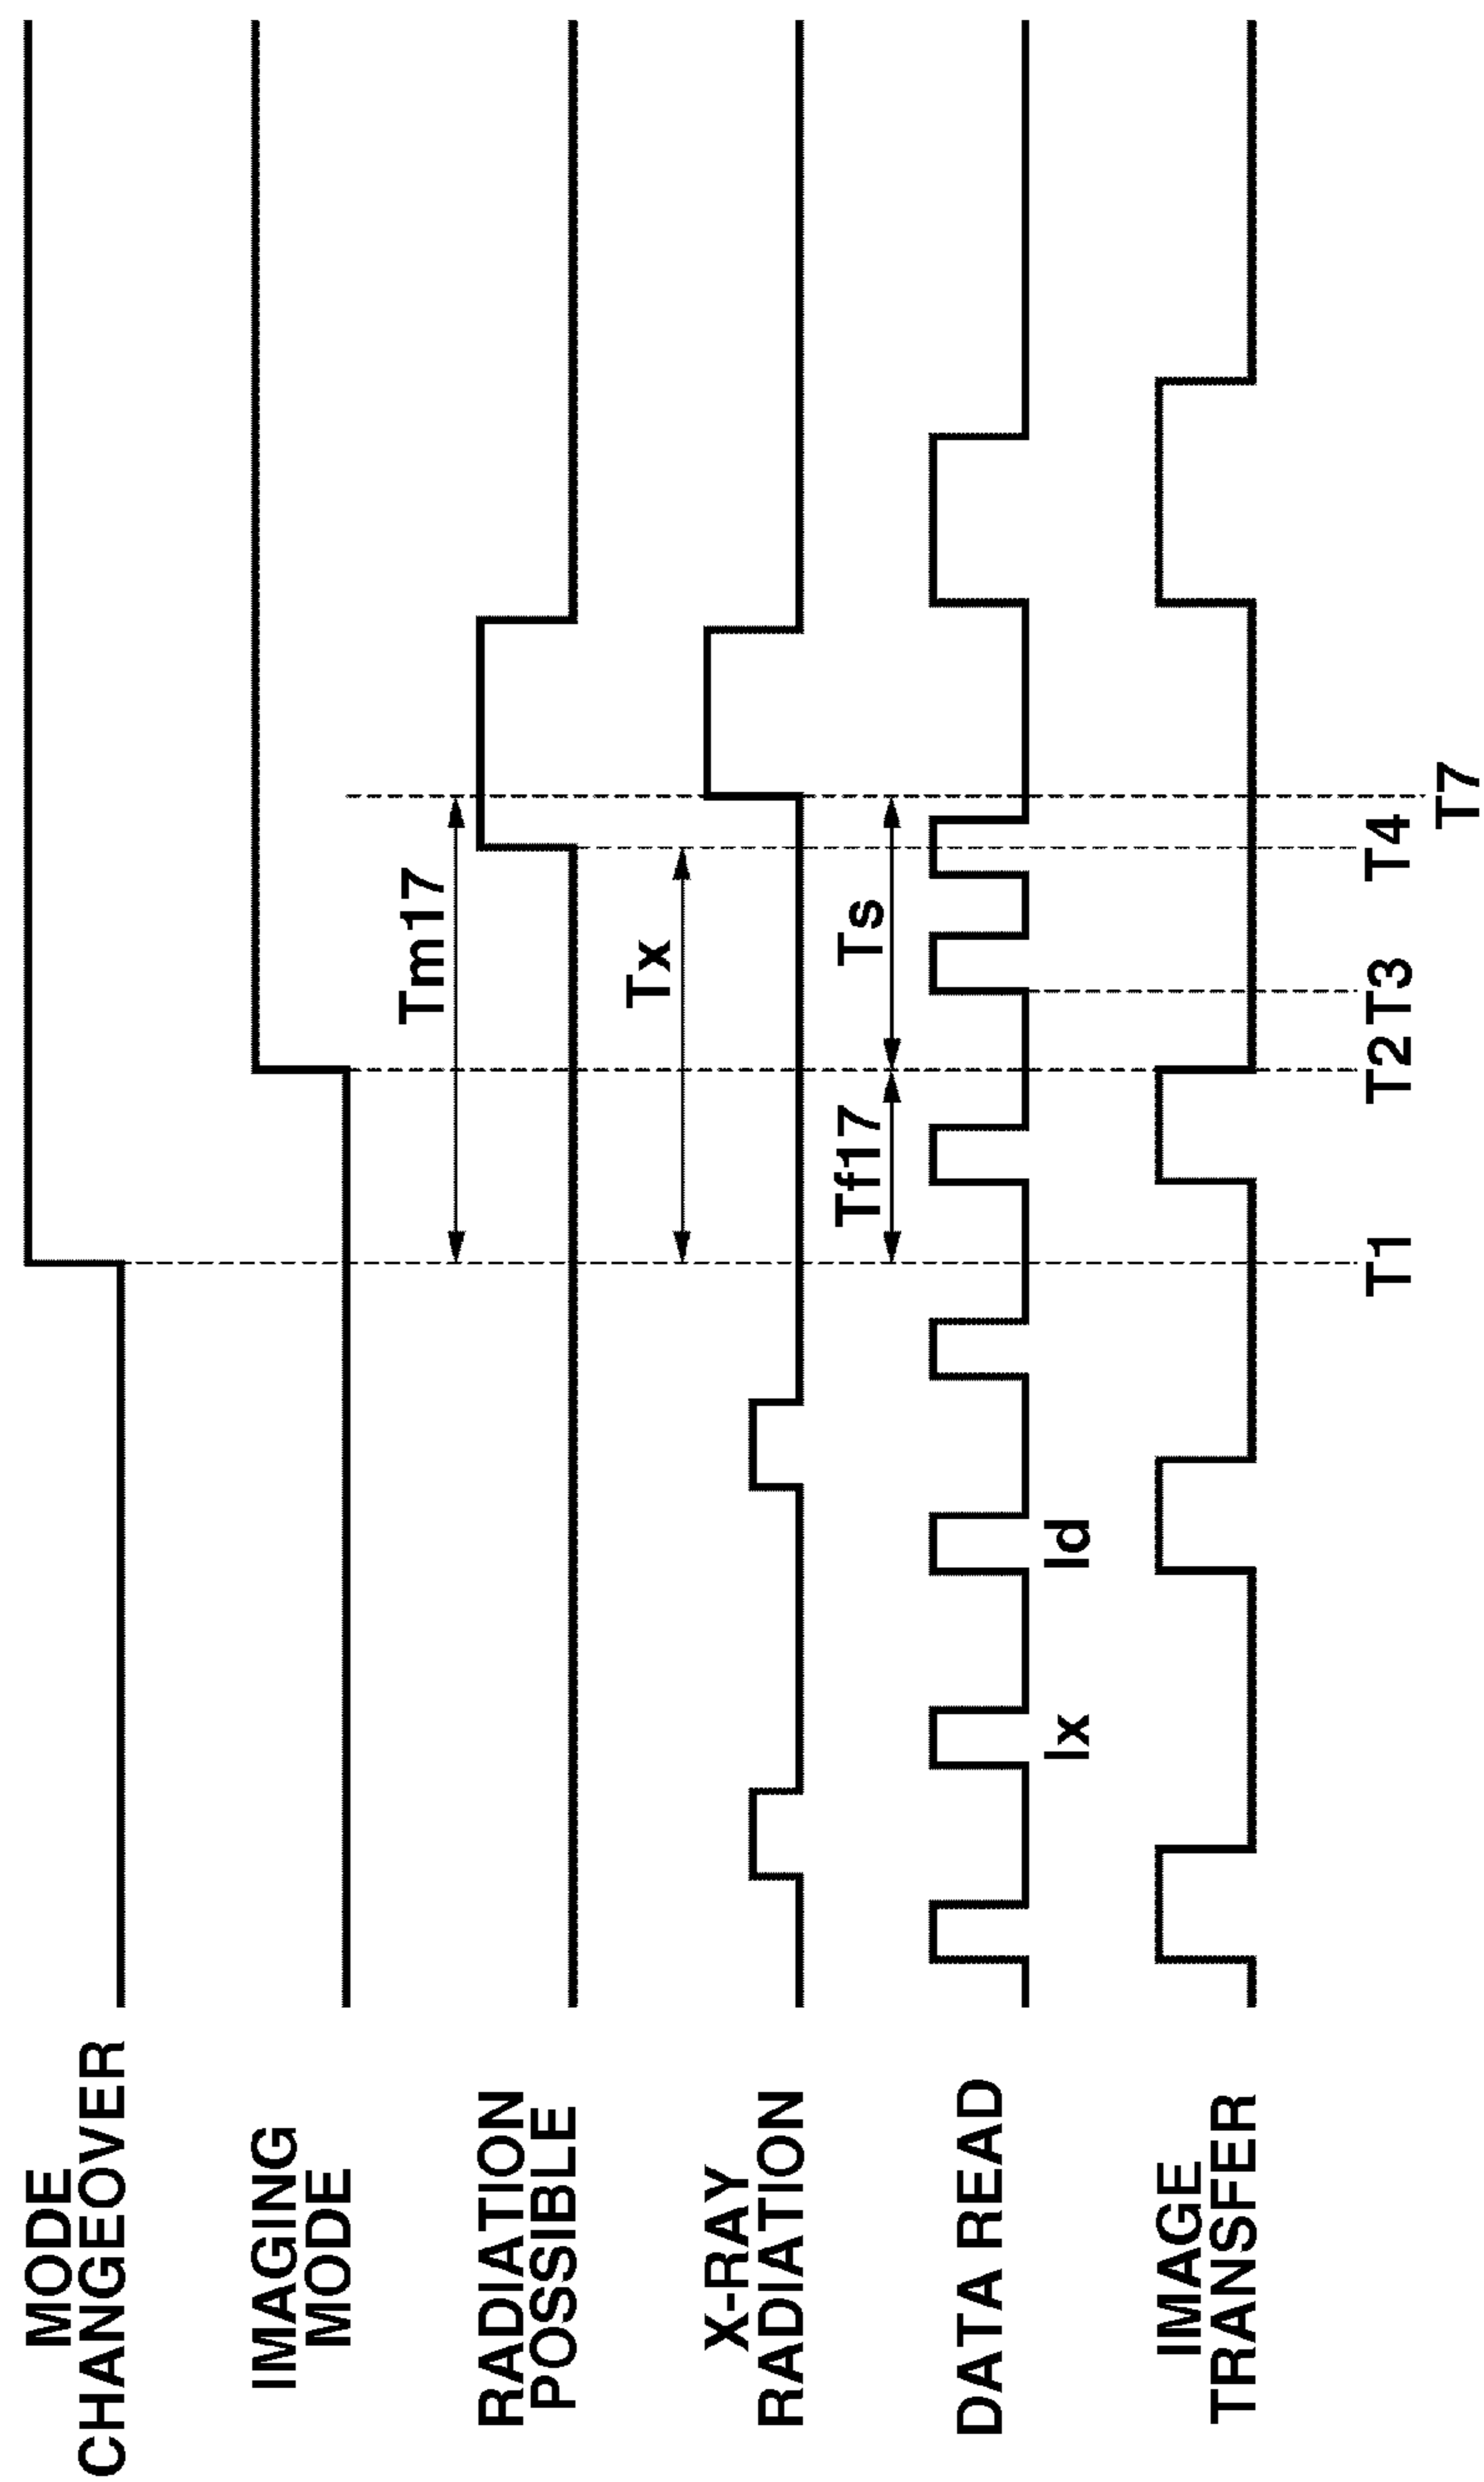 MODE
CHANGEOVER
IMAGING
MODE
Tm17
RADIATION
POSSIBLE
Tx
X-RAY
RADIATION
Tf17 Ts
DATA READ
Ix Id
IMAGE
TRANSFER
T1 T2 T3 T4
T7